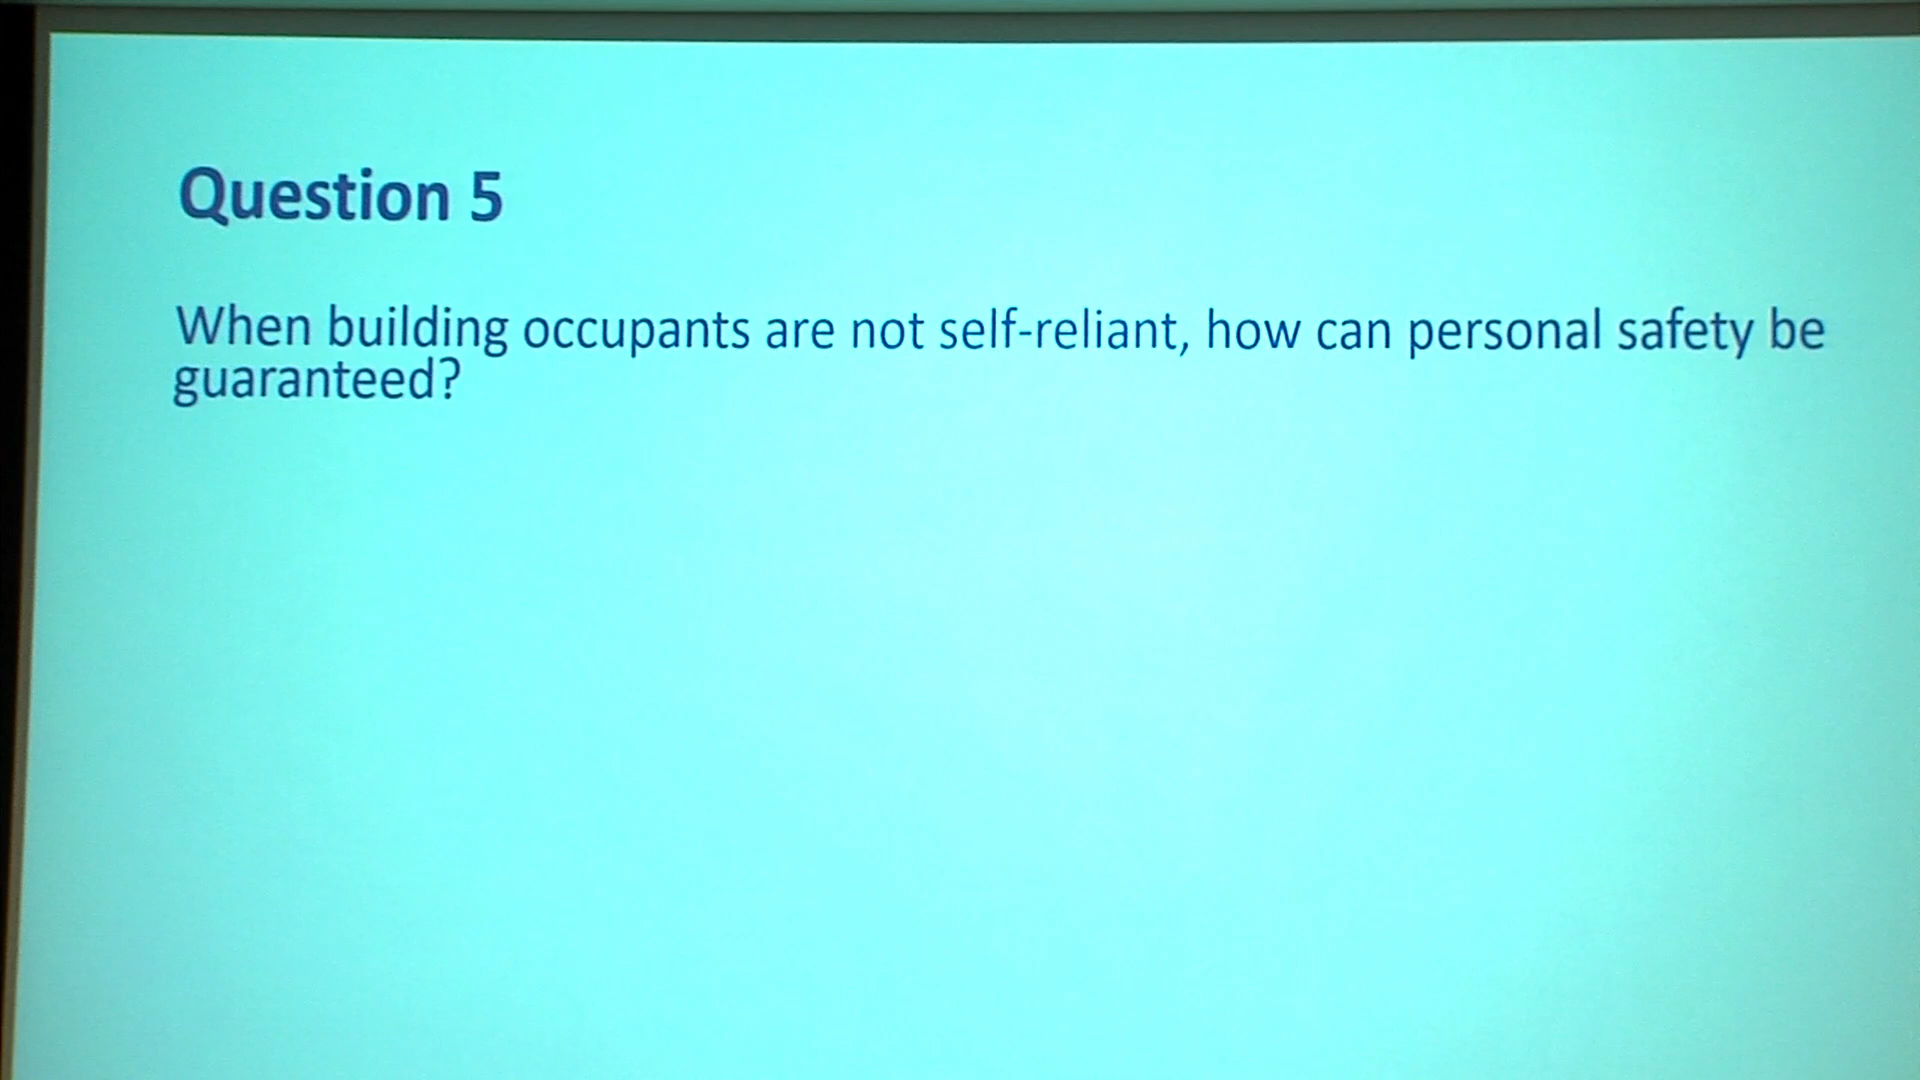 Question 5
When building occupants are not self-reliant, how can personal safety be
guaranteed?